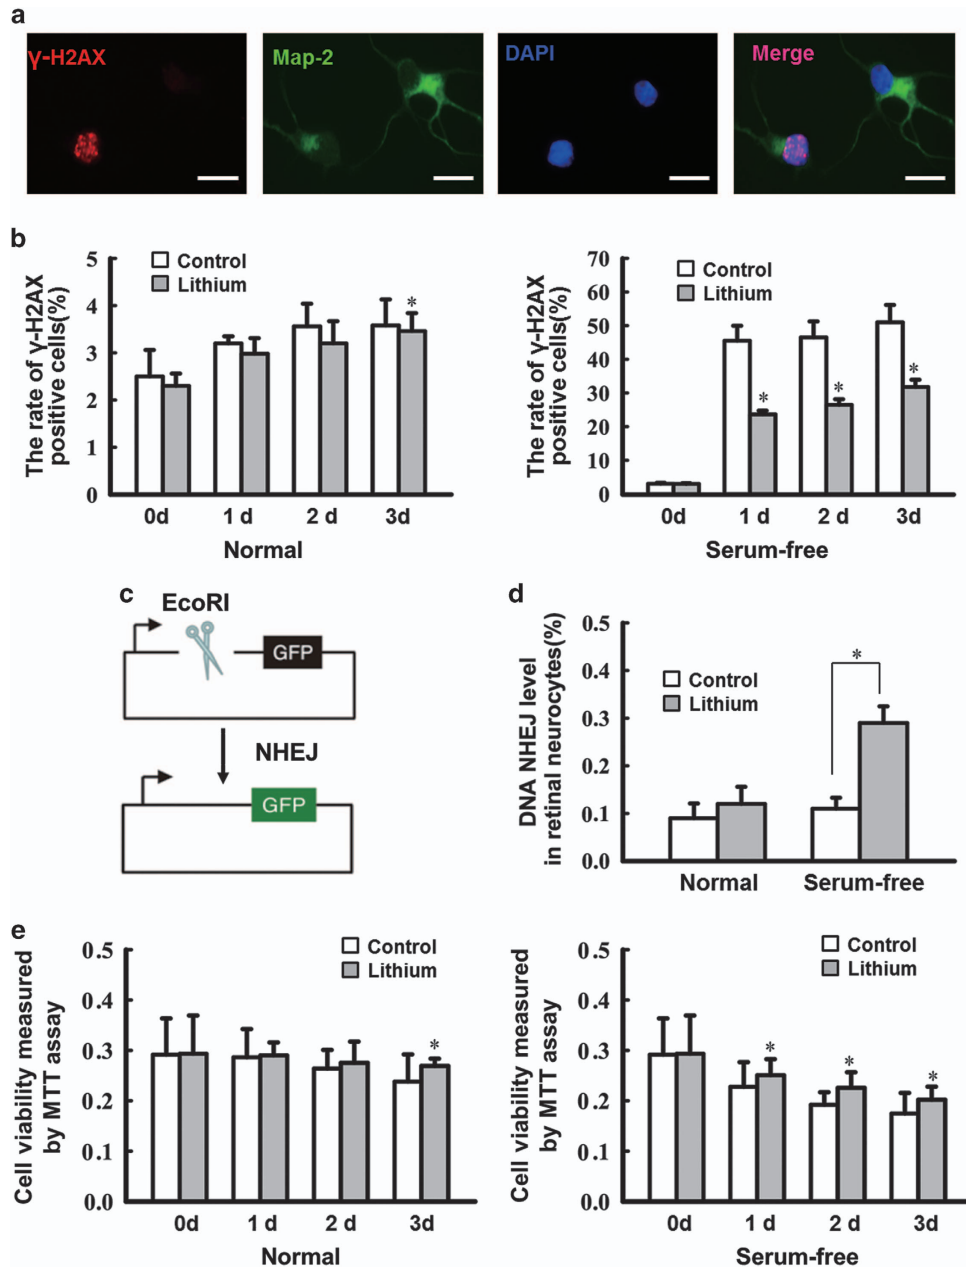 a
γ-H2AX
Map-2
DAPI
Merge
b
The rate of γ-H2AX
positive cells(%)
5
4
3
2
1
0
Control
Lithium
*
0d
1 d
2 d
3d
Normal
The rate of γ-H2AX
positive cells(%)
70
60
50
40
30
20
10
0
Control
Lithium
*
*
*
0d
1 d
2 d
3d
Serum-free
c
EcoRI
GFP
NHEJ
GFP
d
DNA NHEJ level
in retinal neurocytes(%)
0.5
0.4
0.3
0.2
0.1
0.0
Control
Lithium
*
Normal
Serum-free
e
Cell viability measured
by MTT assay
0.5
0.4
0.3
0.2
0.1
0.0
Control
Lithium
*
0d
1 d
2 d
3d
Normal
Cell viability measured
by MTT assay
0.5
0.4
0.3
0.2
0.1
0.0
Control
Lithium
*
*
*
0d
1 d
2 d
3d
Serum-free